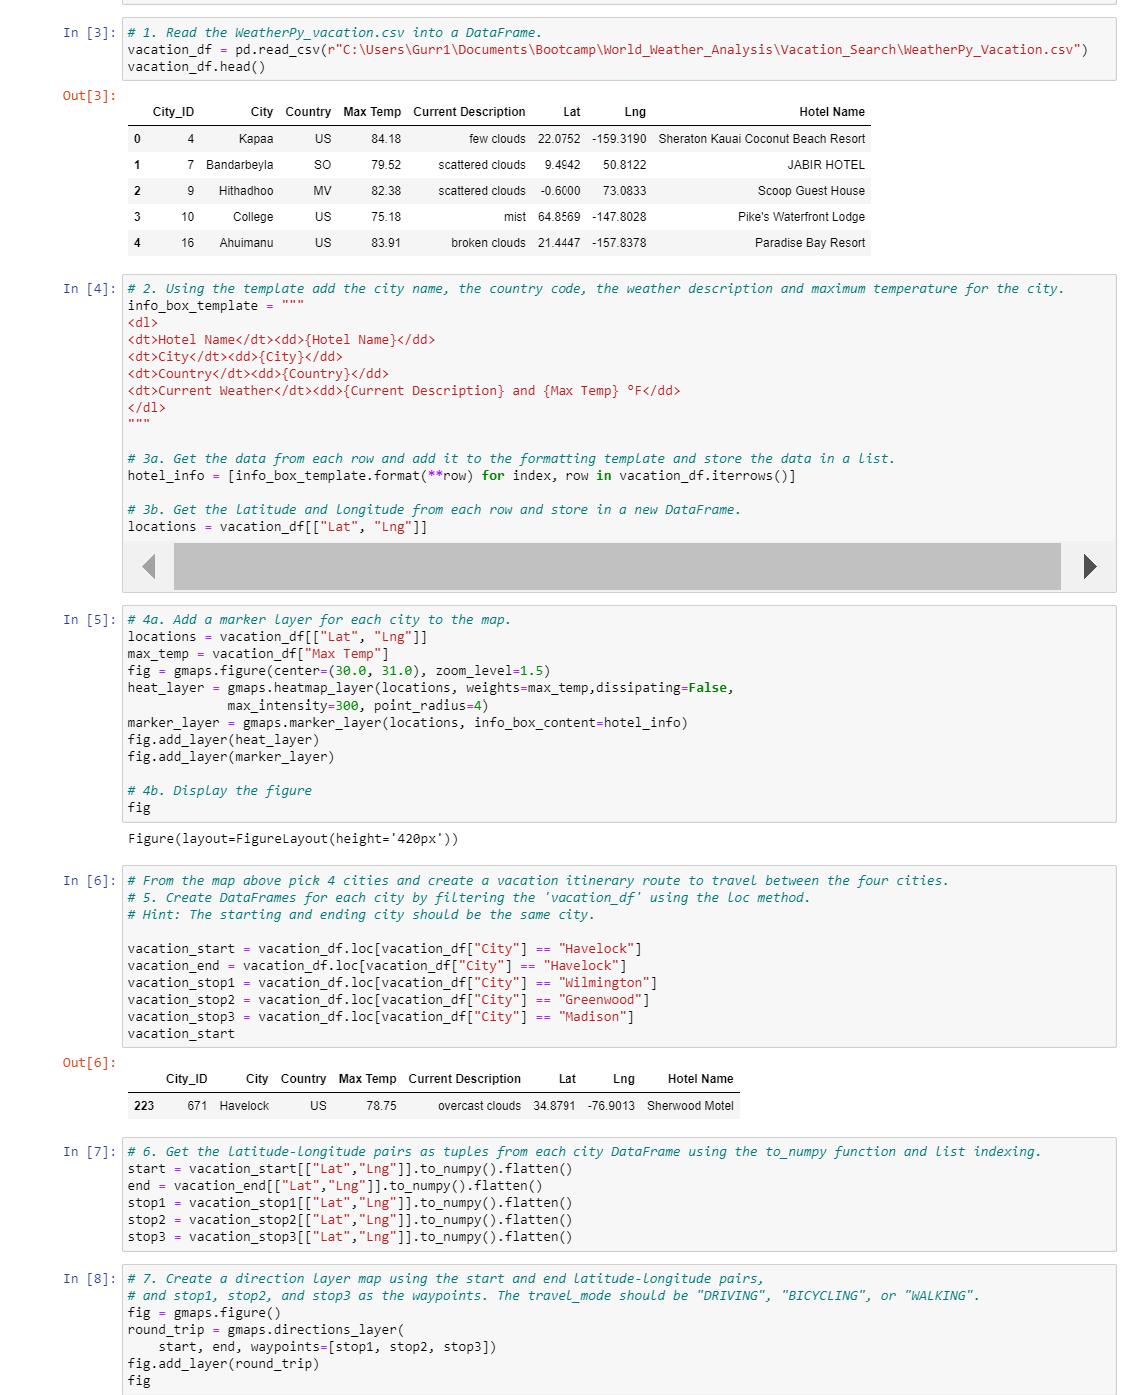 In [3]: # 1. Read the WeatherPy_vacation.csv into a DataFrame.
vacation_df = pd.read_csv(r"C:\Users\Gurr1\Documents\Bootcamp\World_Weather_Analysis\Vacation_Search\WeatherPy_Vacation.csv")
vacation_df.head()
Out[3]:
City_ID City Country Max Temp Current Description Lat Lng Hotel Name
0 4 Kapaa US 84.18 few clouds 22.0752 -159.3190 Sheraton Kauai Coconut Beach Resort
1 7 Bandarbeyla SO 79.52 scattered clouds 9.4942 50.8122 JABIR HOTEL
2 9 Hithadhoo MV 82.38 scattered clouds -0.6000 73.0833 Scoop Guest House
3 10 College US 75.18 mist 64.8569 -147.8028 Pike's Waterfront Lodge
4 16 Ahuimanu US 83.91 broken clouds 21.4447 -157.8378 Paradise Bay Resort
In [4]: # 2. Using the template add the city name, the country code, the weather description and maximum temperature for the city.
info_box_template = """
<dl>
<dt>Hotel Name</dt><dd>{Hotel Name}</dd>
<dt>City</dt><dd>{City}</dd>
<dt>Country</dt><dd>{Country}</dd>
<dt>Current Weather</dt><dd>{Current Description} and {Max Temp} °F</dd>
</dl>
"""
# 3a. Get the data from each row and add it to the formatting template and store the data in a list.
hotel_info = [info_box_template.format(**row) for index, row in vacation_df.iterrows()]
# 3b. Get the latitude and longitude from each row and store in a new DataFrame.
locations = vacation_df[["Lat", "Lng"]]
In [5]: # 4a. Add a marker layer for each city to the map.
locations = vacation_df[["Lat", "Lng"]]
max_temp = vacation_df["Max Temp"]
fig = gmaps.figure(center=(30.0, 31.0), zoom_level=1.5)
heat_layer = gmaps.heatmap_layer(locations, weights=max_temp,dissipating=False,
max_intensity=300, point_radius=4)
marker_layer = gmaps.marker_layer(locations, info_box_content=hotel_info)
fig.add_layer(heat_layer)
fig.add_layer(marker_layer)
# 4b. Display the figure
fig
Figure(layout=FigureLayout(height='420px'))
In [6]: # From the map above pick 4 cities and create a vacation itinerary route to travel between the four cities.
# 5. Create DataFrames for each city by filtering the 'vacation_df' using the loc method.
# Hint: The starting and ending city should be the same city.
vacation_start = vacation_df.loc[vacation_df["City"] == "Havelock"]
vacation_end = vacation_df.loc[vacation_df["City"] == "Havelock"]
vacation_stop1 = vacation_df.loc[vacation_df["City"] == "Wilmington"]
vacation_stop2 = vacation_df.loc[vacation_df["City"] == "Greenwood"]
vacation_stop3 = vacation_df.loc[vacation_df["City"] == "Madison"]
vacation_start
Out[6]:
City_ID City Country Max Temp Current Description Lat Lng Hotel Name
223 671 Havelock US 78.75 overcast clouds 34.8791 -76.9013 Sherwood Motel
In [7]: # 6. Get the latitude-longitude pairs as tuples from each city DataFrame using the to_numpy function and list indexing.
start = vacation_start[["Lat","Lng"]].to_numpy().flatten()
end = vacation_end[["Lat","Lng"]].to_numpy().flatten()
stop1 = vacation_stop1[["Lat","Lng"]].to_numpy().flatten()
stop2 = vacation_stop2[["Lat","Lng"]].to_numpy().flatten()
stop3 = vacation_stop3[["Lat","Lng"]].to_numpy().flatten()
In [8]: # 7. Create a direction layer map using the start and end latitude-longitude pairs,
# and stop1, stop2, and stop3 as the waypoints. The travel_mode should be "DRIVING", "BICYCLING", or "WALKING".
fig = gmaps.figure()
round_trip = gmaps.directions_layer(
start, end, waypoints=[stop1, stop2, stop3])
fig.add_layer(round_trip)
fig